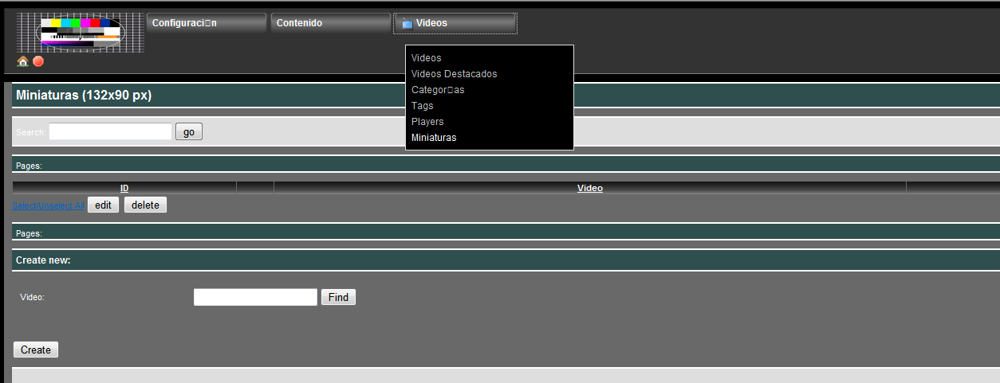 Configuraci□n Contenido Videos
Videos
Videos Destacados
Categor□as
Tags
Players
Miniaturas
Miniaturas (132x90 px)
Search: go
Pages:
ID Video
Select/Unselect All edit delete
Pages:
Create new:
Video: Find
Create